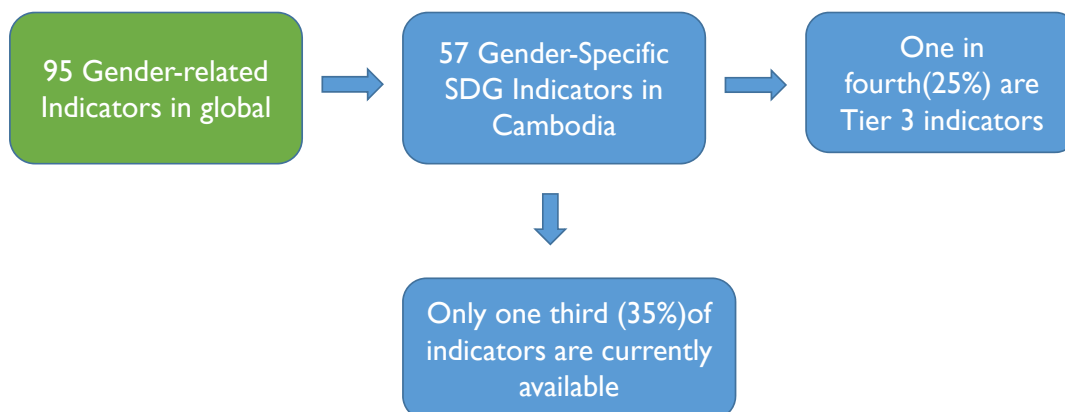 95 Gender-related
Indicators in global
57 Gender-Specific
SDG Indicators in
Cambodia
One in
fourth(25%) are
Tier 3 indicators
Only one third (35%)of
indicators are currently
available